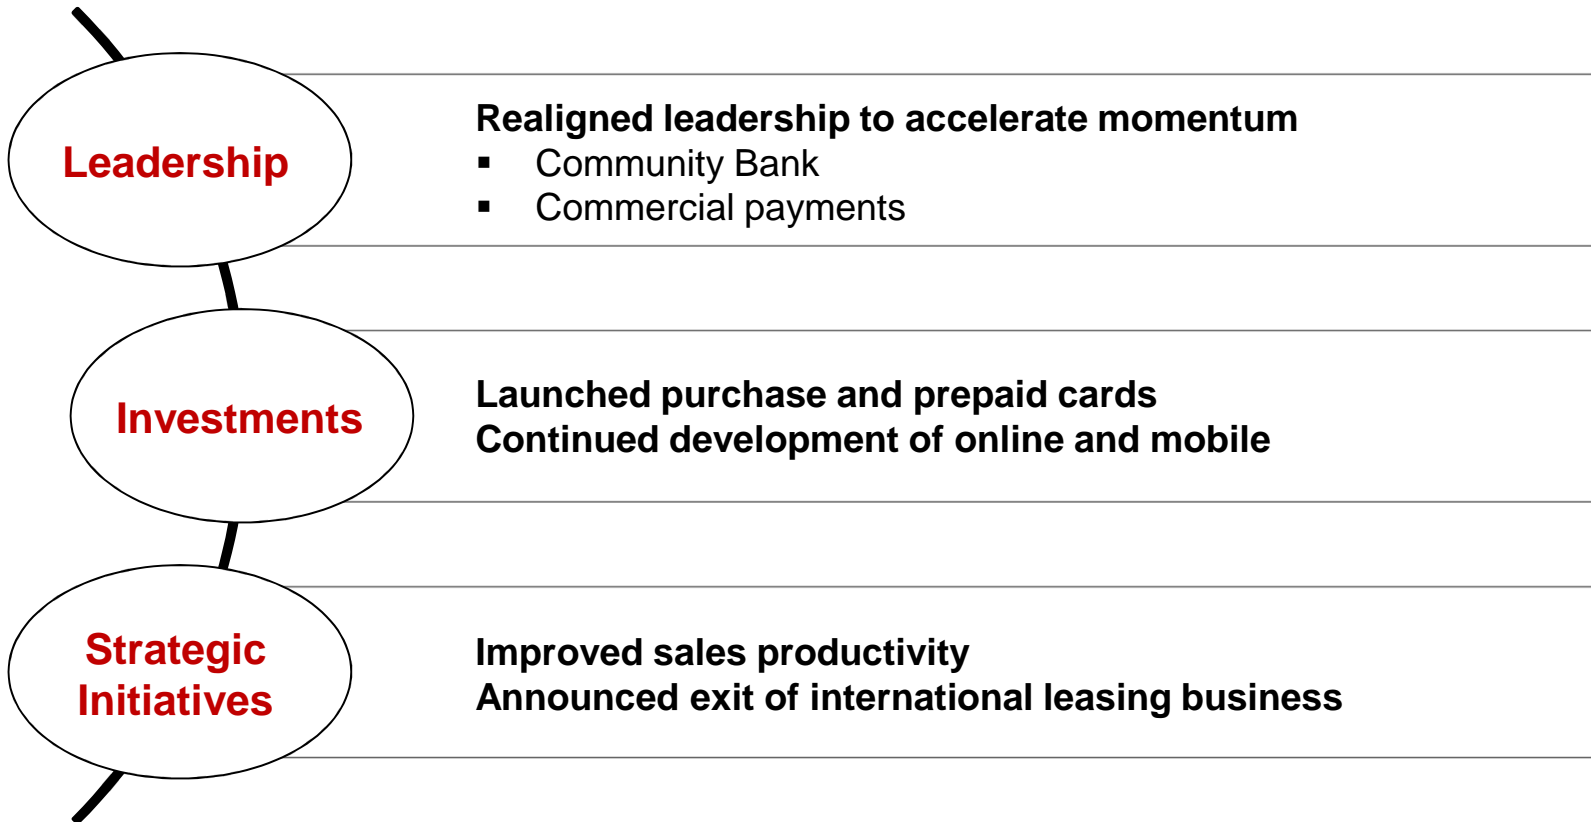 Leadership
Realigned leadership to accelerate momentum
▪ Community Bank
▪ Commercial payments
Investments
Launched purchase and prepaid cards
Continued development of online and mobile
Strategic
Initiatives
Improved sales productivity
Announced exit of international leasing business